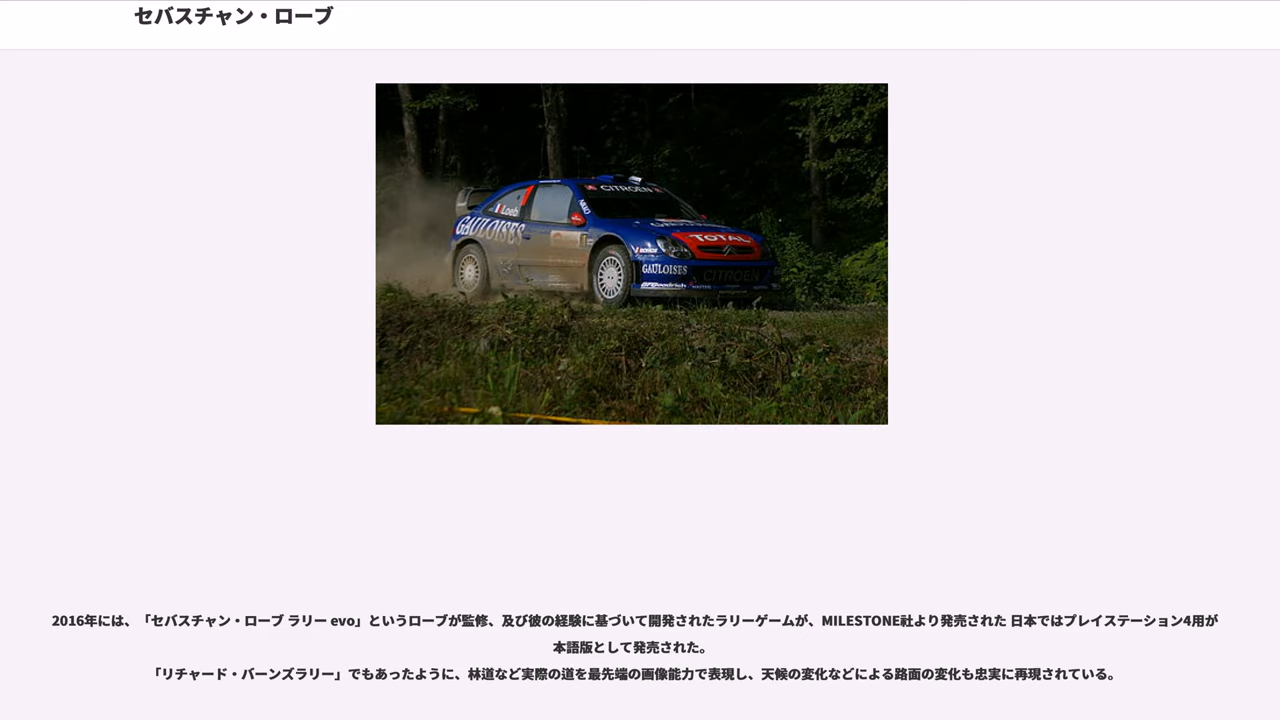 セバスチャン・ローブ
CITROËN
Loeb
GAULOISES
TOTAL
GAULOISES
CITROËN
BFGoodrich
2016年には、「セバスチャン・ローブ ラリー evo」というローブが監修、及び彼の経験に基づいて開発されたラリーゲームが、MILESTONE社より発売された 日本ではプレイステーション4用が
本語版として発売された。
「リチャード・バーンズラリー」でもあったように、林道など実際の道を最先端の画像能力で表現し、天候の変化などによる路面の変化も忠実に再現されている。